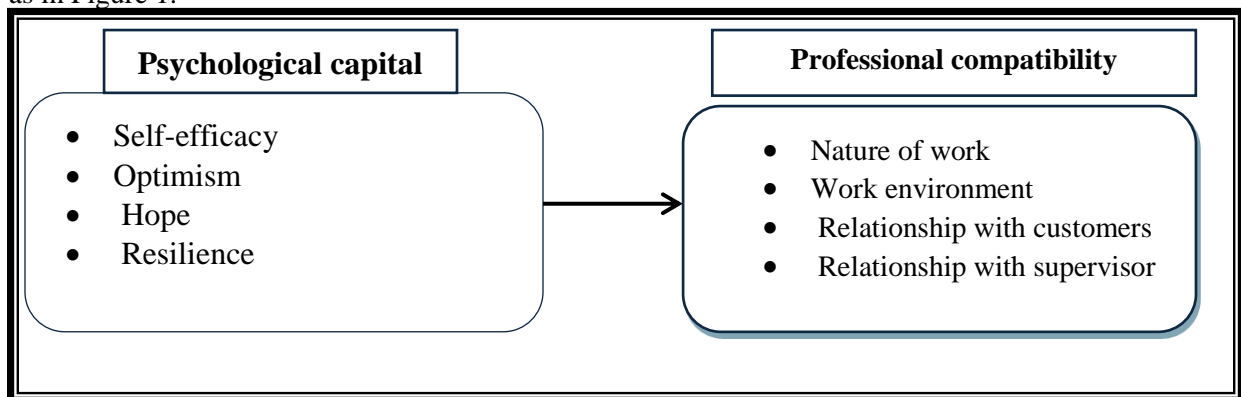 as in Figure 1.
Psychological capital
• Self-efficacy
• Optimism
• Hope
• Resilience
Professional compatibility
• Nature of work
• Work environment
• Relationship with customers
• Relationship with supervisor